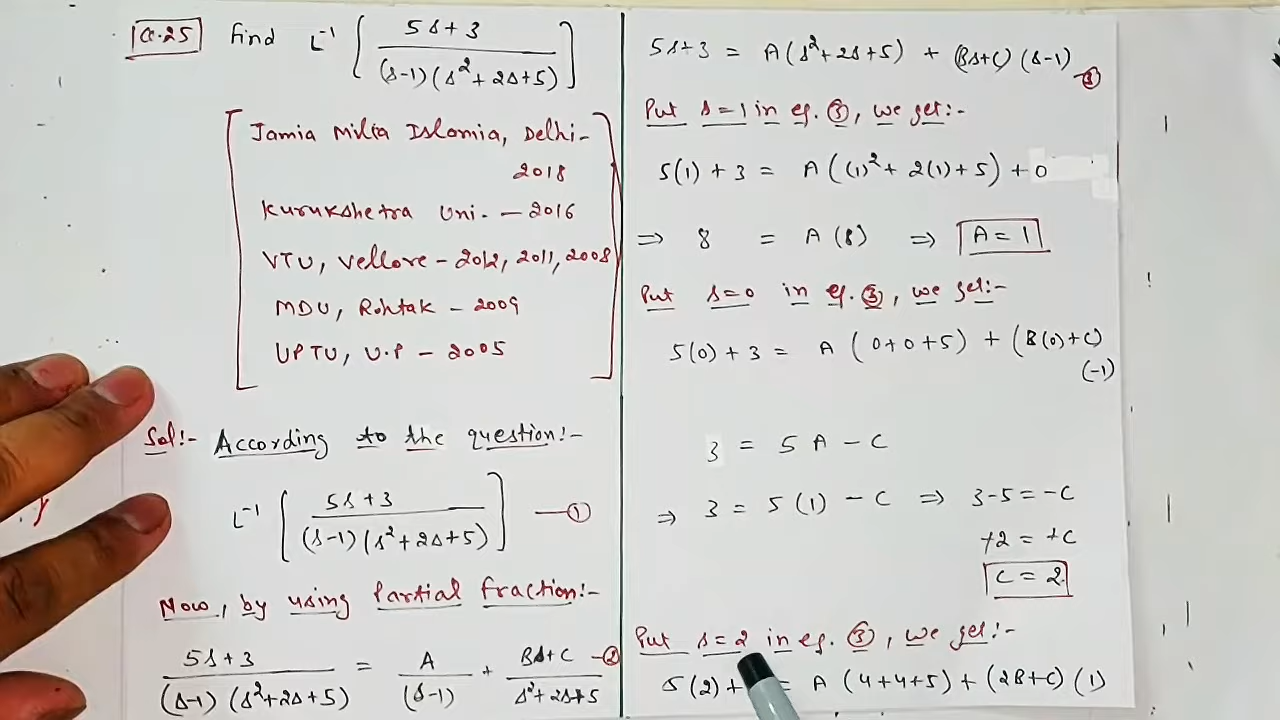 Q.25 Find L⁻¹ [ (5s+3) / ((s-1)(s²+2s+5)) ]
[ Jamia Milia Islamia, Delhi-
2018
Kurukshetra Uni. - 2016
VTU, Vellore - 2012, 2011, 2008
MDU, Rohtak - 2009
UPTU, U.P - 2005 ]
Sol:- According to the question:-
L⁻¹ [ (5s+3) / ((s-1)(s²+2s+5)) ] —①
Now, by using Partial fraction:-
(5s+3) / ((s-1)(s²+2s+5)) = A / (s-1) + (Bs+C) / (s²+2s+5) —②
5s+3 = A(s²+2s+5) + (Bs+C)(s-1) —③
Put s=1 in eq. ③, we get:-
5(1)+3 = A((1)²+2(1)+5)+0
⇒ 8 = A(8) ⇒ A=1
Put s=0 in eq. ③, we get:-
5(0)+3 = A(0+0+5) + (B(0)+C)
(-1)
3 = 5A-C
⇒ 3 = 5(1)-C ⇒ 3-5=-C
+2=+C
C=2
Put s=2 in eq. ③, we get:-
5(2)+ = A(4+4+5)+(2B+C)(1)